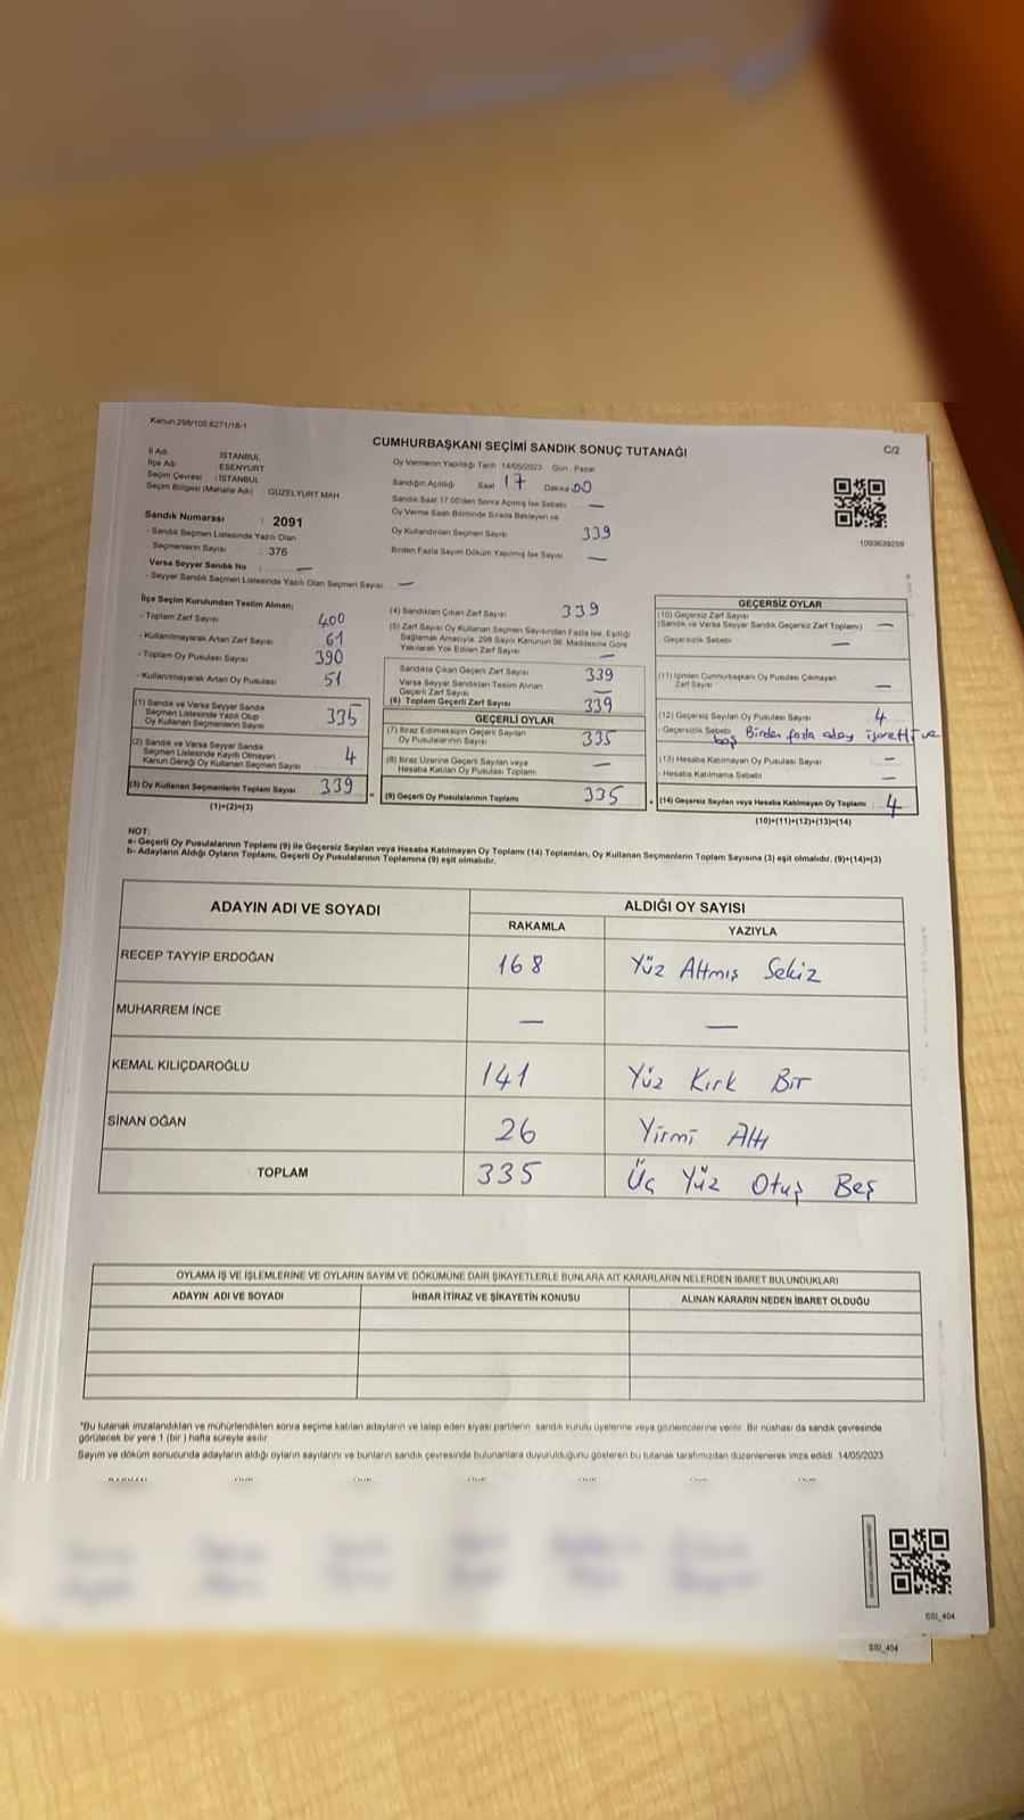 Kanun 298/105 6271/18-1
CUMHURBAŞKANI SEÇİMİ SANDIK SONUÇ TUTANAĞI
C/2
İl Adı İSTANBUL
İlçe Adı ESENYURT
Seçim Çevresi : İSTANBUL
Seçim Bölgesi (Mahalle Adı) GÜZELYURT MAH
Sandık Numarası : 2091
- Sandık Seçmen Listesinde Yazılı Olan
Seçmenlerin Sayısı : 376
Varsa Seyyar Sandık No : —
- Seyyar Sandık Seçmen Listesinde Yazılı Olan Seçmen Sayısı —
Oy Vermenin Yapıldığı Tarih 14/05/2023 Gün : Pazar
Sandığın Açıldığı Saat 17 Dakika 00
Sandık Saat 17.00'den Sonra Açılmış İse Sebebi —
Oy Verme Saati Bitiminde Sırada Bekleyen ve
Oy Kullandırılan Seçmen Sayısı 339
Birden Fazla Sayım Döküm Yapılmış İse Sayısı —
1093639259
İlçe Seçim Kurulundan Teslim Alınan;
- Toplam Zarf Sayısı 400
- Kullanılmayarak Artan Zarf Sayısı 61
- Toplam Oy Pusulası Sayısı 390
- Kullanılmayarak Artan Oy Pusulası 51
(1) Sandık ve Varsa Seyyar Sandık
Seçmen Listesinde Yazılı Olup
Oy Kullanan Seçmenlerin Sayısı 335
(2) Sandık ve Varsa Seyyar Sandık
Seçmen Listesinde Kayıtlı Olmayan
Kanun Gereği Oy Kullanan Seçmen Sayısı 4
(3) Oy Kullanan Seçmenlerin Toplam Sayısı 339
(1)+(2)=(3)
(4) Sandıktan Çıkan Zarf Sayısı 339
(5) Zarf Sayısı Oy Kullanan Seçmen Sayısından Fazla İse, Eşitliği
Sağlamak Amacıyla, 298 Sayılı Kanunun 98. Maddesine Göre
Yakılarak Yok Edilen Zarf Sayısı —
Sandıkta Çıkan Geçerli Zarf Sayısı 339
Varsa Seyyar Sandıktan Teslim Alınan
Geçerli Zarf Sayısı —
(6) Toplam Geçerli Zarf Sayısı 339
GEÇERLİ OYLAR
(7) İtiraz Edilmeksizin Geçerli Sayılan
Oy Pusulalarının Sayısı 335
(8) İtiraz Üzerine Geçerli Sayılan veya
Hesaba Katılan Oy Pusulası Toplamı —
(9) Geçerli Oy Pusulalarının Toplamı 335
GEÇERSİZ OYLAR
(10) Geçersiz Zarf Sayısı
(Sandık ve Varsa Seyyar Sandık Geçersiz Zarf Toplamı) —
Geçersizlik Sebebi —
(11) İçinden Cumhurbaşkanı Oy Pusulası Çıkmayan
Zarf Sayısı —
(12) Geçersiz Sayılan Oy Pusulası Sayısı 4
- Geçersizlik Sebebi Birden fazla aday işaretli ve
boş
(13) Hesaba Katılmayan Oy Pusulası Sayısı —
- Hesaba Katılmama Sebebi —
(14) Geçersiz Sayılan veya Hesaba Katılmayan Oy Toplamı 4
(10)+(11)+(12)+(13)=(14)
NOT:
a- Geçerli Oy Pusulalarının Toplamı (9) ile Geçersiz Sayılan veya Hesaba Katılmayan Oy Toplamı (14) Toplamları, Oy Kullanan Seçmenlerin Toplam Sayısına (3) eşit olmalıdır. (9)+(14)=(3)
b- Adayların Aldığı Oyların Toplamı, Geçerli Oy Pusulalarının Toplamına (9) eşit olmalıdır.
ADAYIN ADI VE SOYADI
ALDIĞI OY SAYISI
RAKAMLA YAZIYLA
RECEP TAYYİP ERDOĞAN 168 Yüz Altmış Sekiz
MUHARREM İNCE — —
KEMAL KILIÇDAROĞLU 141 Yüz Kırk Bir
SİNAN OĞAN 26 Yirmi Altı
TOPLAM 335 Üç Yüz Otuz Beş
OYLAMA İŞ VE İŞLEMLERİNE VE OYLARIN SAYIM VE DÖKÜMÜNE DAİR ŞİKAYETLERLE BUNLARA AİT KARARLARIN NELERDEN İBARET BULUNDUKLARI
ADAYIN ADI VE SOYADI İHBAR İTİRAZ VE ŞİKAYETİN KONUSU ALINAN KARARIN NEDEN İBARET OLDUĞU
*Bu tutanak imzalandıktan ve mühürlendikten sonra seçime katılan adayların ve talep eden siyasi partilerin sandık kurulu üyelerine veya gözlemcilerine verilir. Bir nüshası da sandık çevresinde
görülecek bir yere 1 (bir) hafta süreyle asılır.
Sayım ve döküm sonucunda adayların aldığı oyların sayılarını ve bunların sandık çevresinde bulunanlara duyurulduğunu gösteren bu tutanak tarafımızdan düzenlenerek imza edildi. 14/05/2023
SSI_404
SSI_404